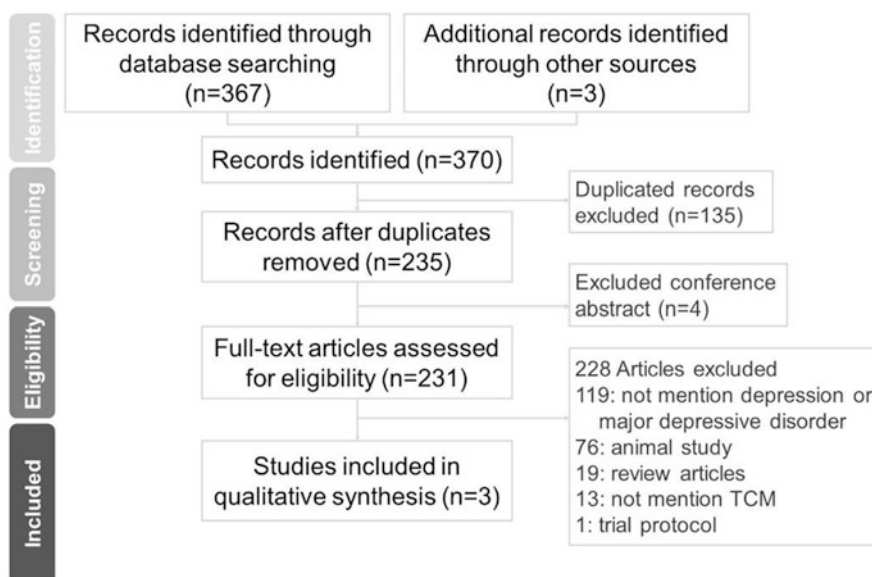 Identification
Records identified through
database searching
(n=367)
Additional records identified
through other sources
(n=3)
Records identified (n=370)
Screening
Duplicated records
excluded (n=135)
Records after duplicates
removed (n=235)
Excluded conference
abstract (n=4)
Eligibility
Full-text articles assessed
for eligibility (n=231)
228 Articles excluded
119: not mention depression or
major depressive disorder
76: animal study
19: review articles
13: not mention TCM
1: trial protocol
Included
Studies included in
qualitative synthesis (n=3)